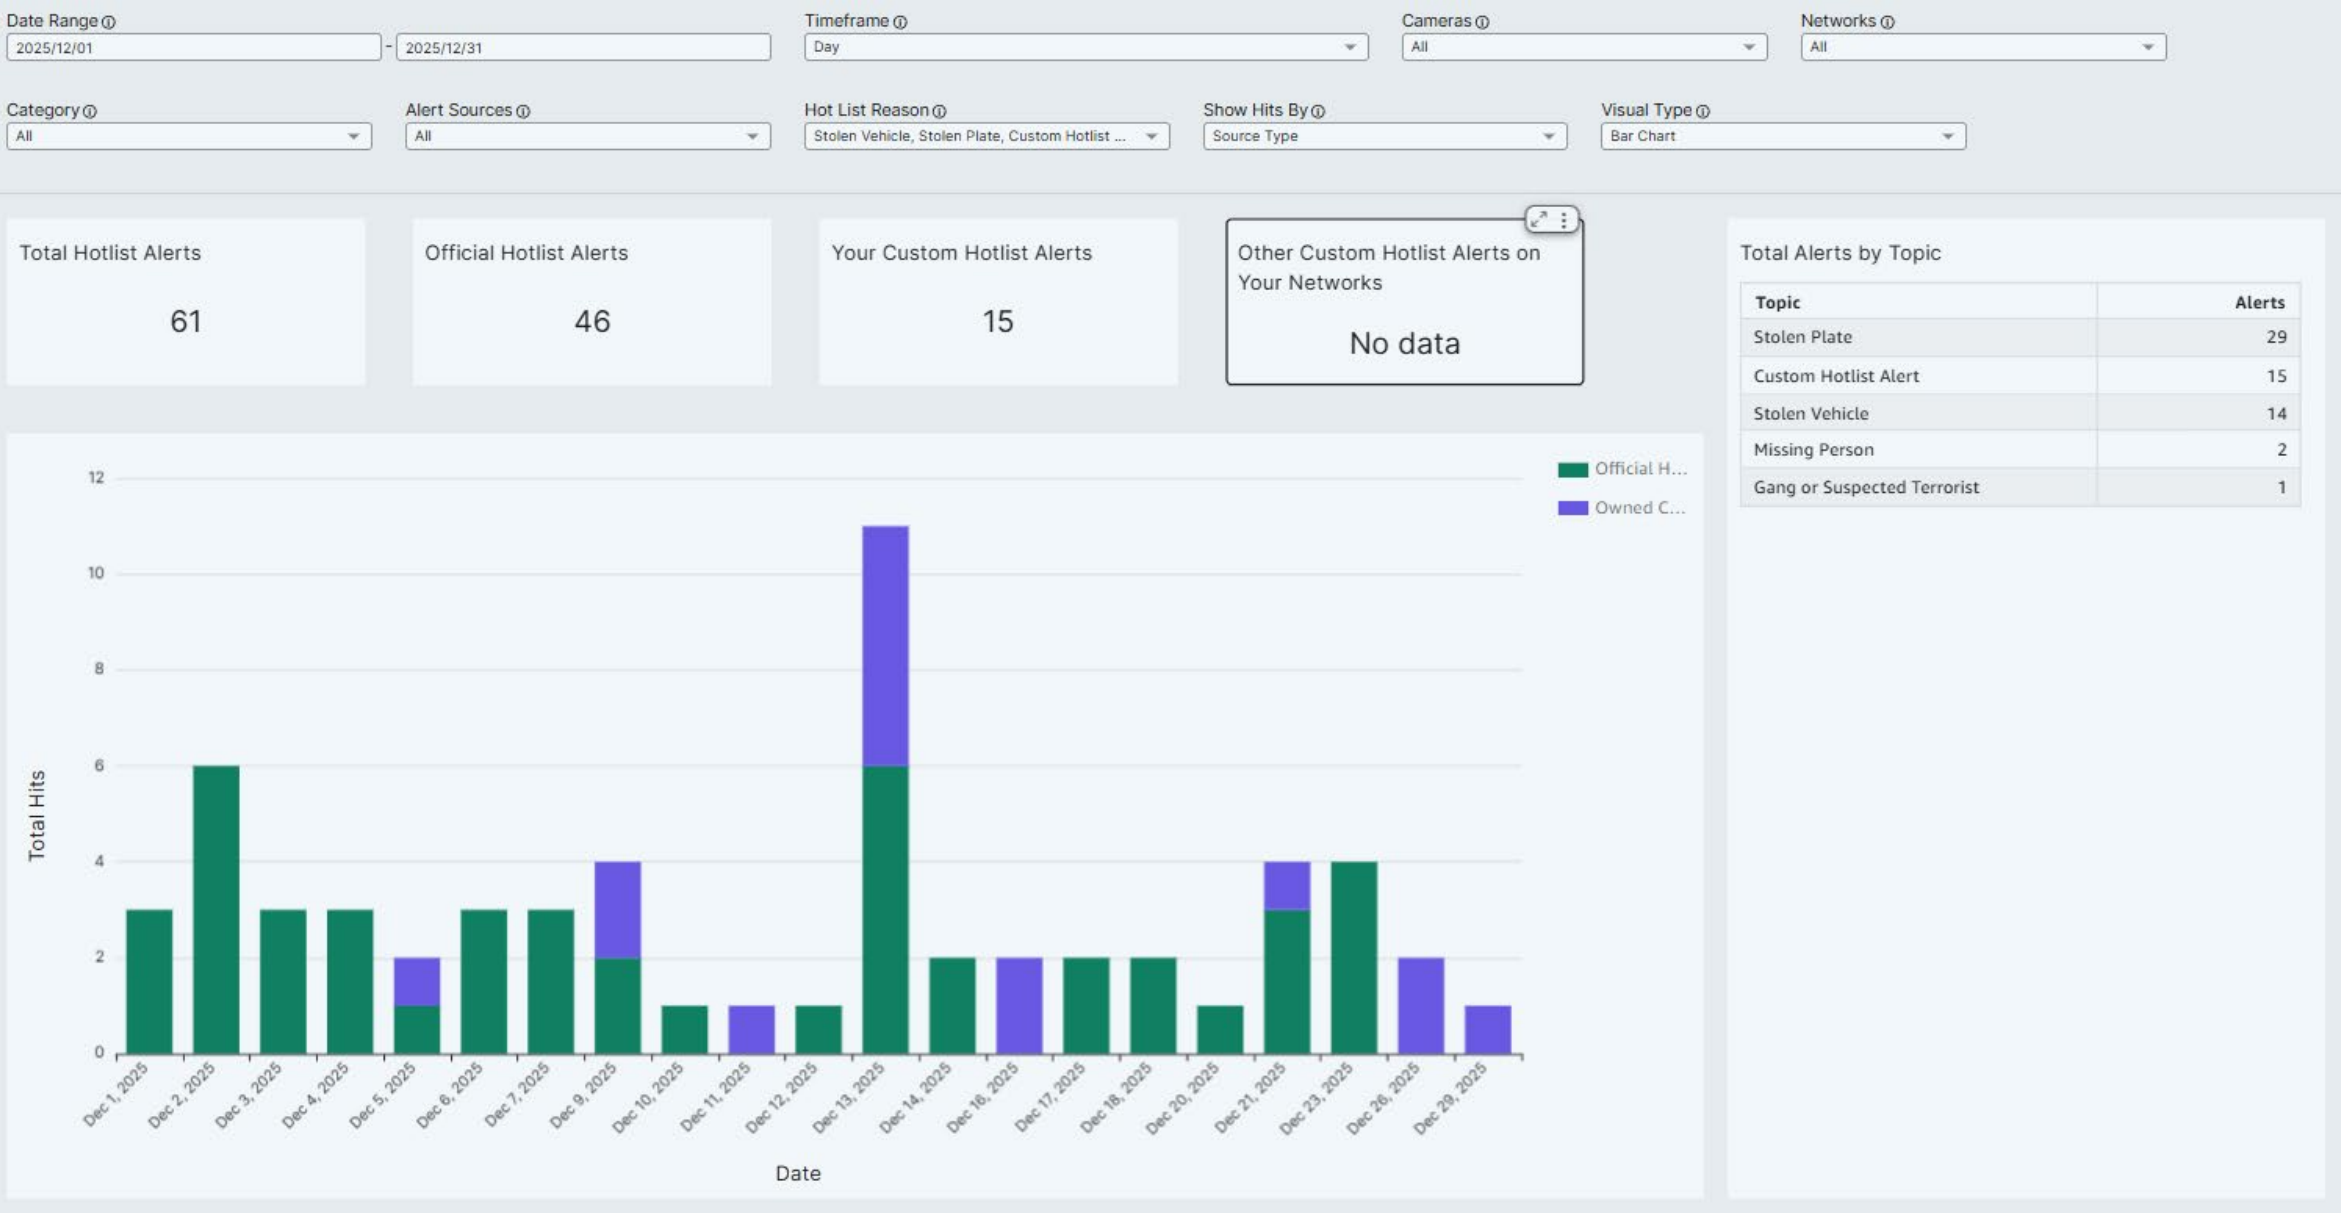 Date Range
2025/12/01 - 2025/12/31
Timeframe
Day
Cameras
All
Networks
All
Category
All
Alert Sources
All
Hot List Reason
Stolen Vehicle, Stolen Plate, Custom Hotlist ...
Show Hits By
Source Type
Visual Type
Bar Chart
Total Hotlist Alerts
61
Official Hotlist Alerts
46
Your Custom Hotlist Alerts
15
Other Custom Hotlist Alerts on
Your Networks
No data
Total Alerts by Topic
Topic Alerts
Stolen Plate 29
Custom Hotlist Alert 15
Stolen Vehicle 14
Missing Person 2
Gang or Suspected Terrorist 1
Official H...
Owned C...
Total Hits
12
10
8
6
4
2
0
Dec 1, 2025
Dec 2, 2025
Dec 3, 2025
Dec 4, 2025
Dec 5, 2025
Dec 6, 2025
Dec 7, 2025
Dec 9, 2025
Dec 10, 2025
Dec 11, 2025
Dec 12, 2025
Dec 13, 2025
Dec 14, 2025
Dec 16, 2025
Dec 17, 2025
Dec 18, 2025
Dec 20, 2025
Dec 21, 2025
Dec 23, 2025
Dec 26, 2025
Dec 29, 2025
Date